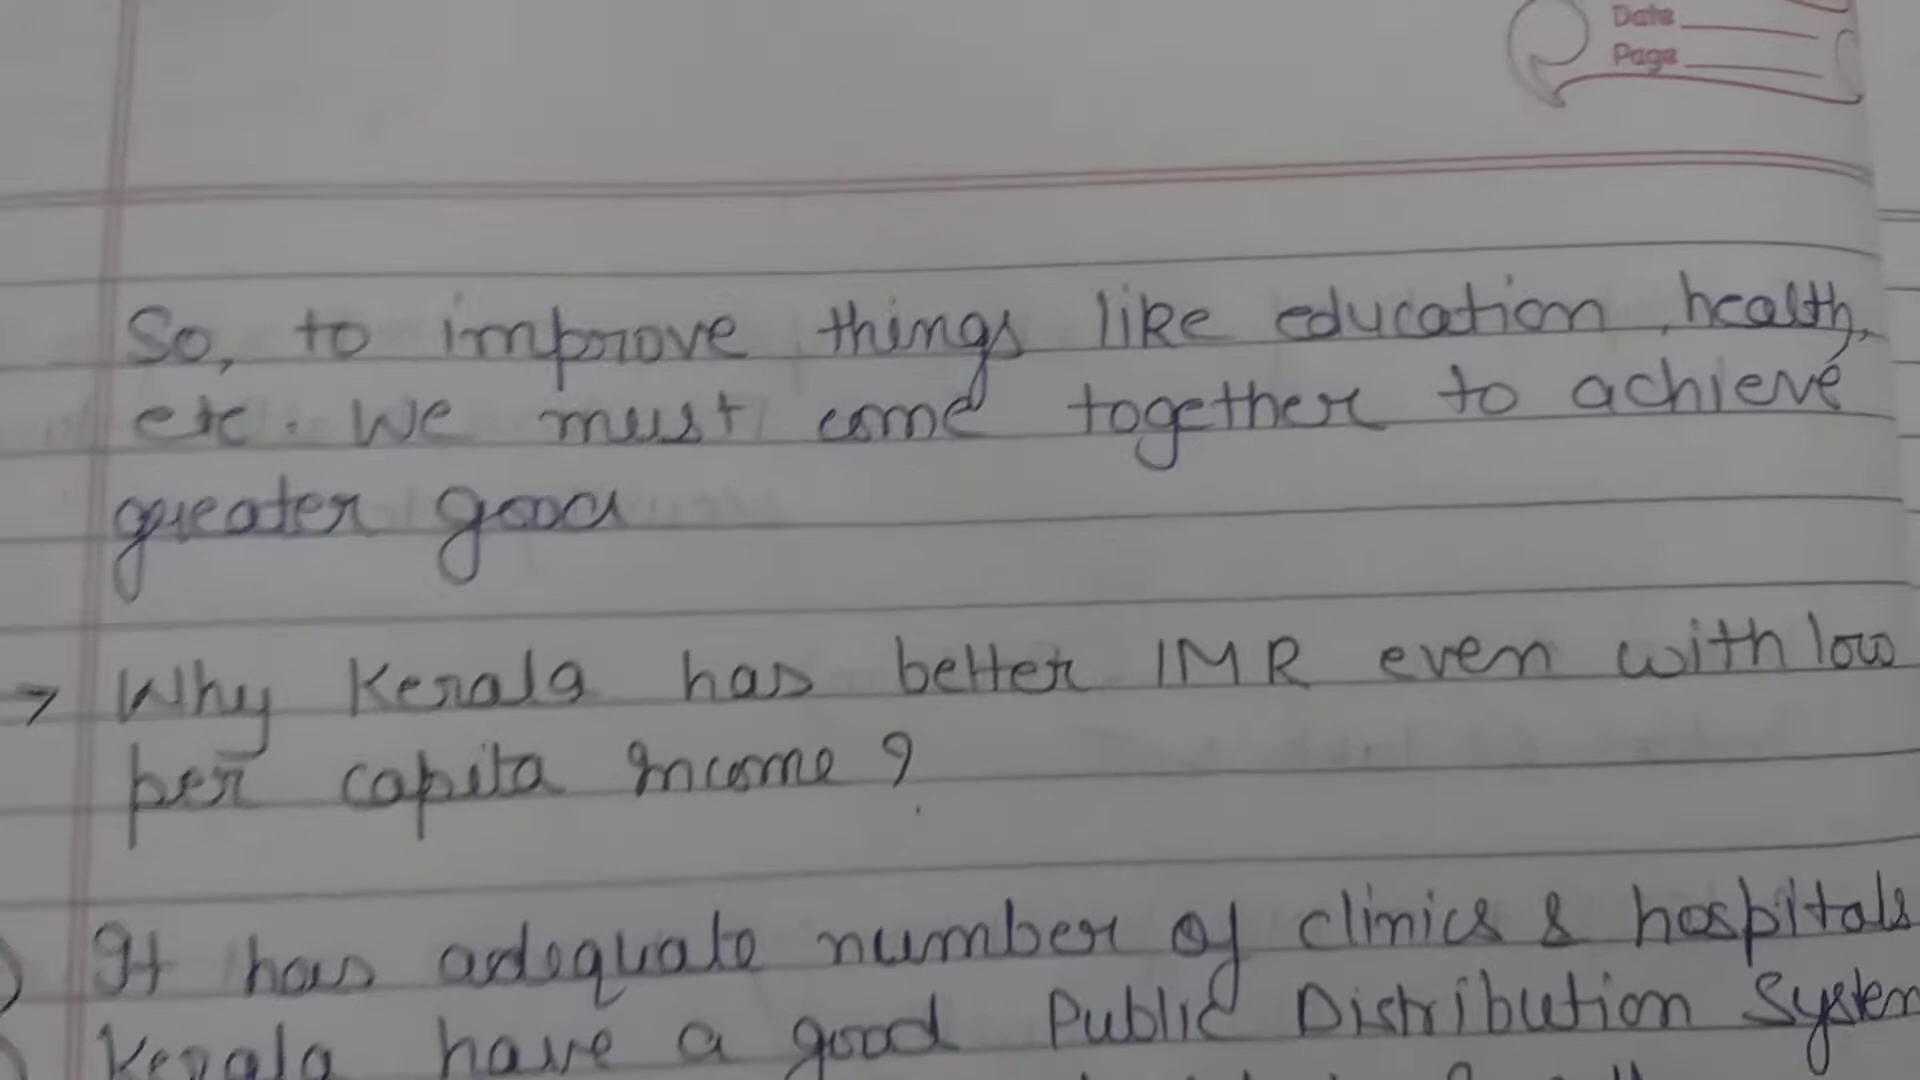 Date
Page
So, to improve things like education, health,
etc. We must come together to achieve
greater good
→ Why Kerala has better IMR even with low
per capita income?
It has adequate number of clinics & hospitals
Kerala have a good Public Distribution System